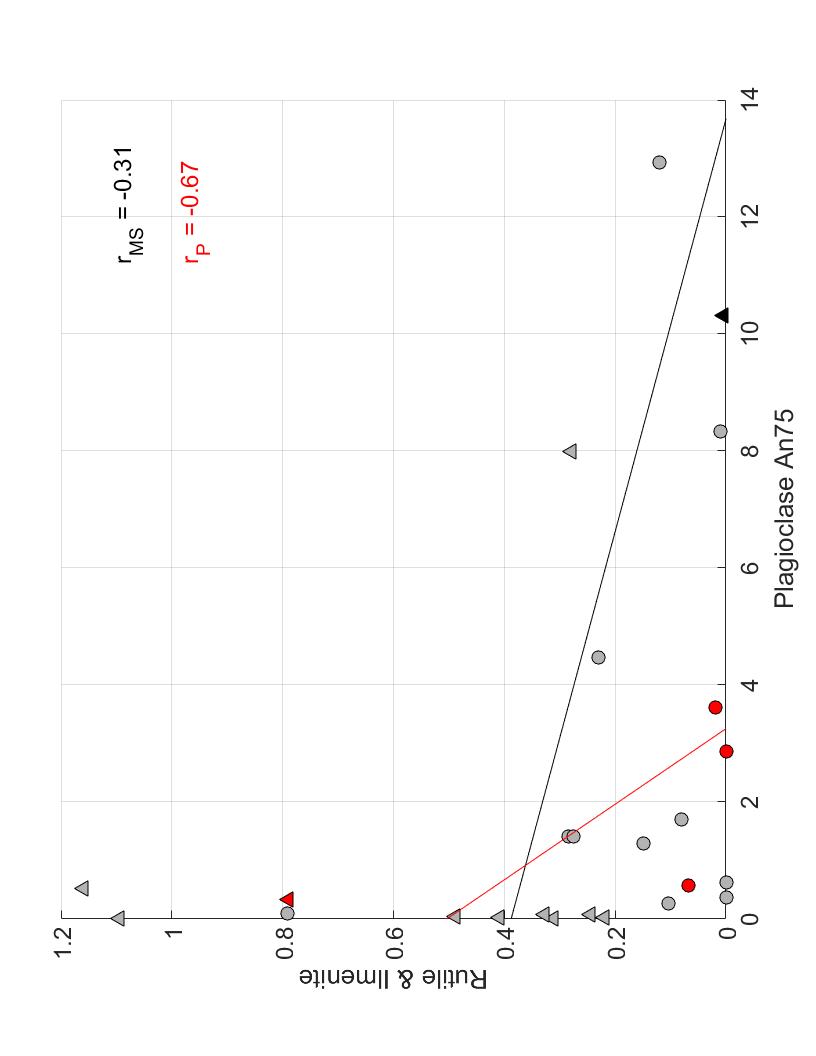 1.2
1
0.8
0.6
0.4
0.2
0
0 2 4 6 8 10 12 14
Rutile & Ilmenite
Plagioclase An75
r_MS = -0.31
r_P = -0.67